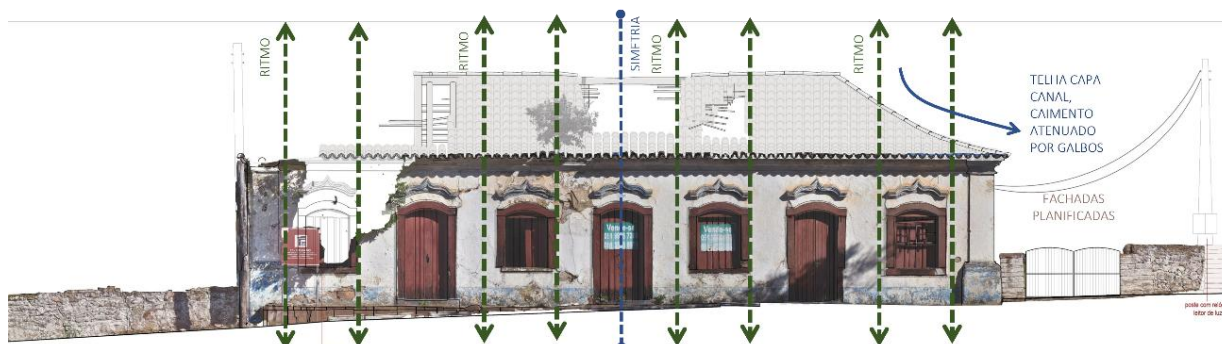 RITMO
RITMO
SIMETRIA
RITMO
RITMO
TELHA CAPA
CANAL,
CAIMENTO
ATENUADO
POR GALBOS
FACHADAS
PLANIFICADAS
Vende-se
Vende-se
poste com reló
leitor de luz